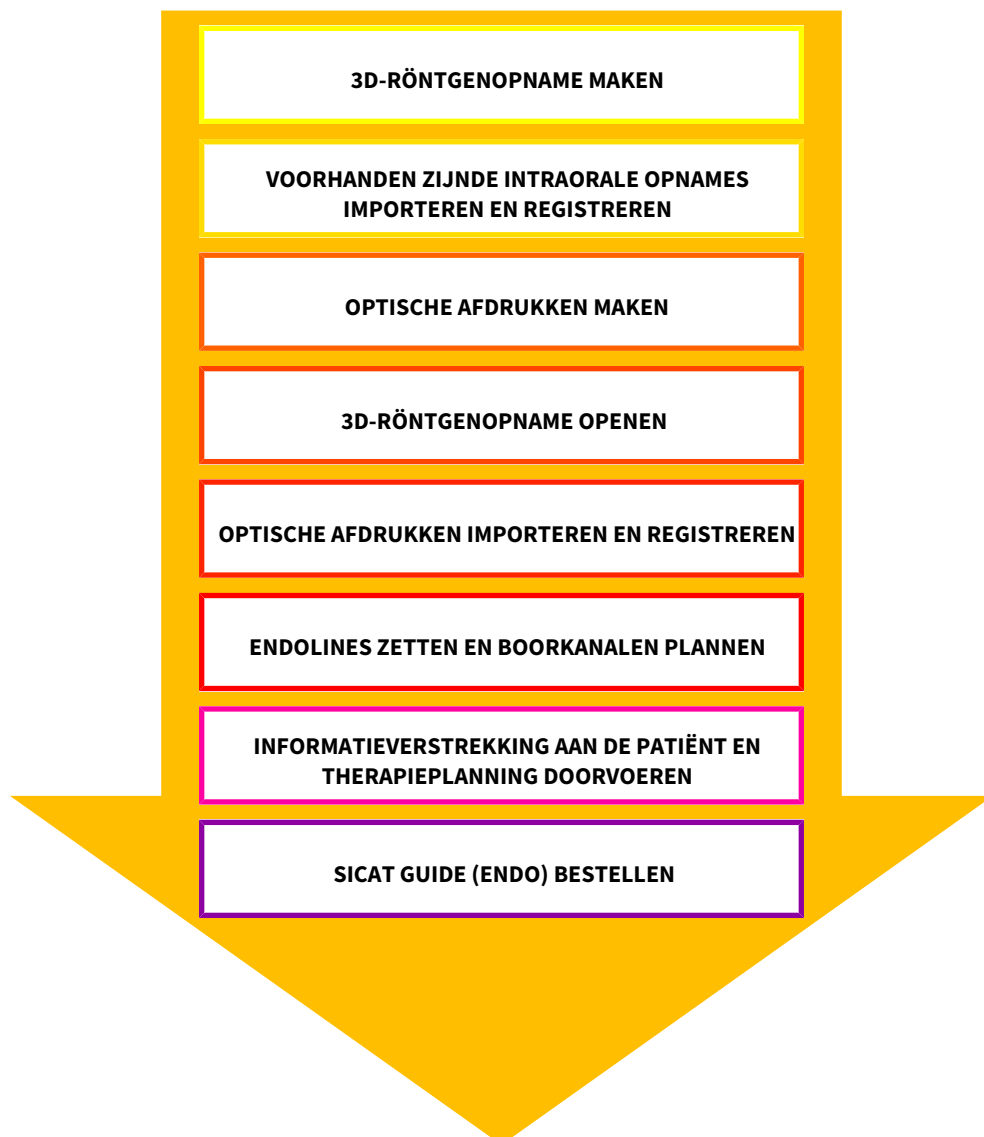 3D-RÖNTGENOPNAME MAKEN
VOORHANDEN ZIJNDE INTRAORALE OPNAMES
IMPORTEREN EN REGISTREREN
OPTISCHE AFDRUKKEN MAKEN
3D-RÖNTGENOPNAME OPENEN
OPTISCHE AFDRUKKEN IMPORTEREN EN REGISTREREN
ENDOLINES ZETTEN EN BOORKANALEN PLANNEN
INFORMATIEVERSTREKKING AAN DE PATIËNT EN
THERAPIEPLANNING DOORVOEREN
SICAT GUIDE (ENDO) BESTELLEN